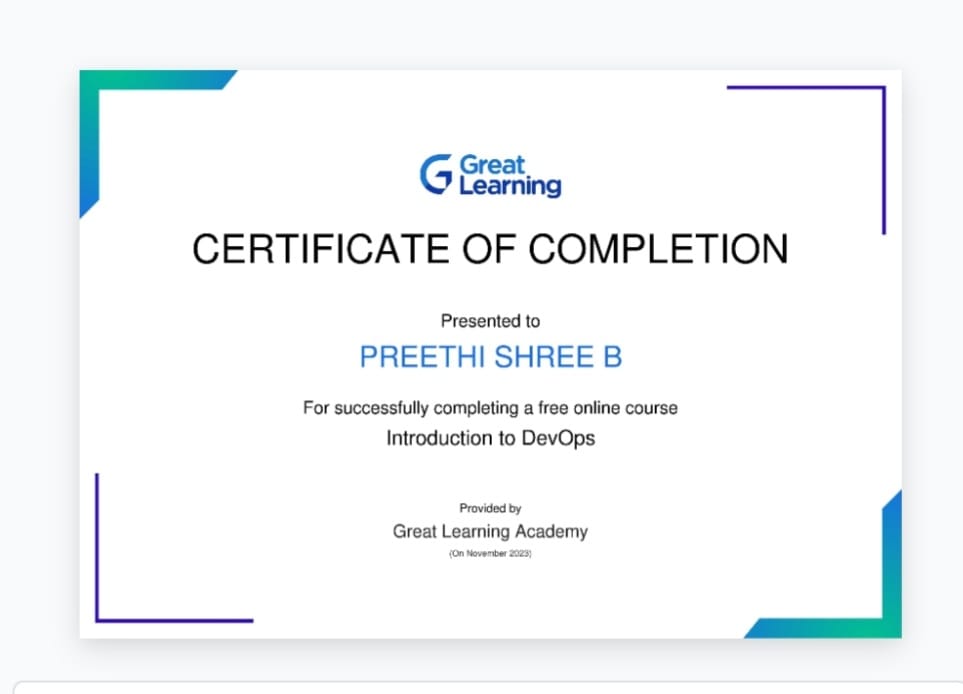 Great
Learning
CERTIFICATE OF COMPLETION
Presented to
PREETHI SHREE B
For successfully completing a free online course
Introduction to DevOps
Provided by
Great Learning Academy
(On November 2023)